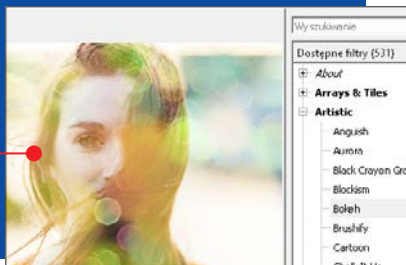 Wyszukiwanie
Dostępne filtry (531)
About
Arrays & Tiles
Artistic
Anguish
Aurora
Black Crayon Gra
Blockism
Bokeh
Brushify
Cartoon